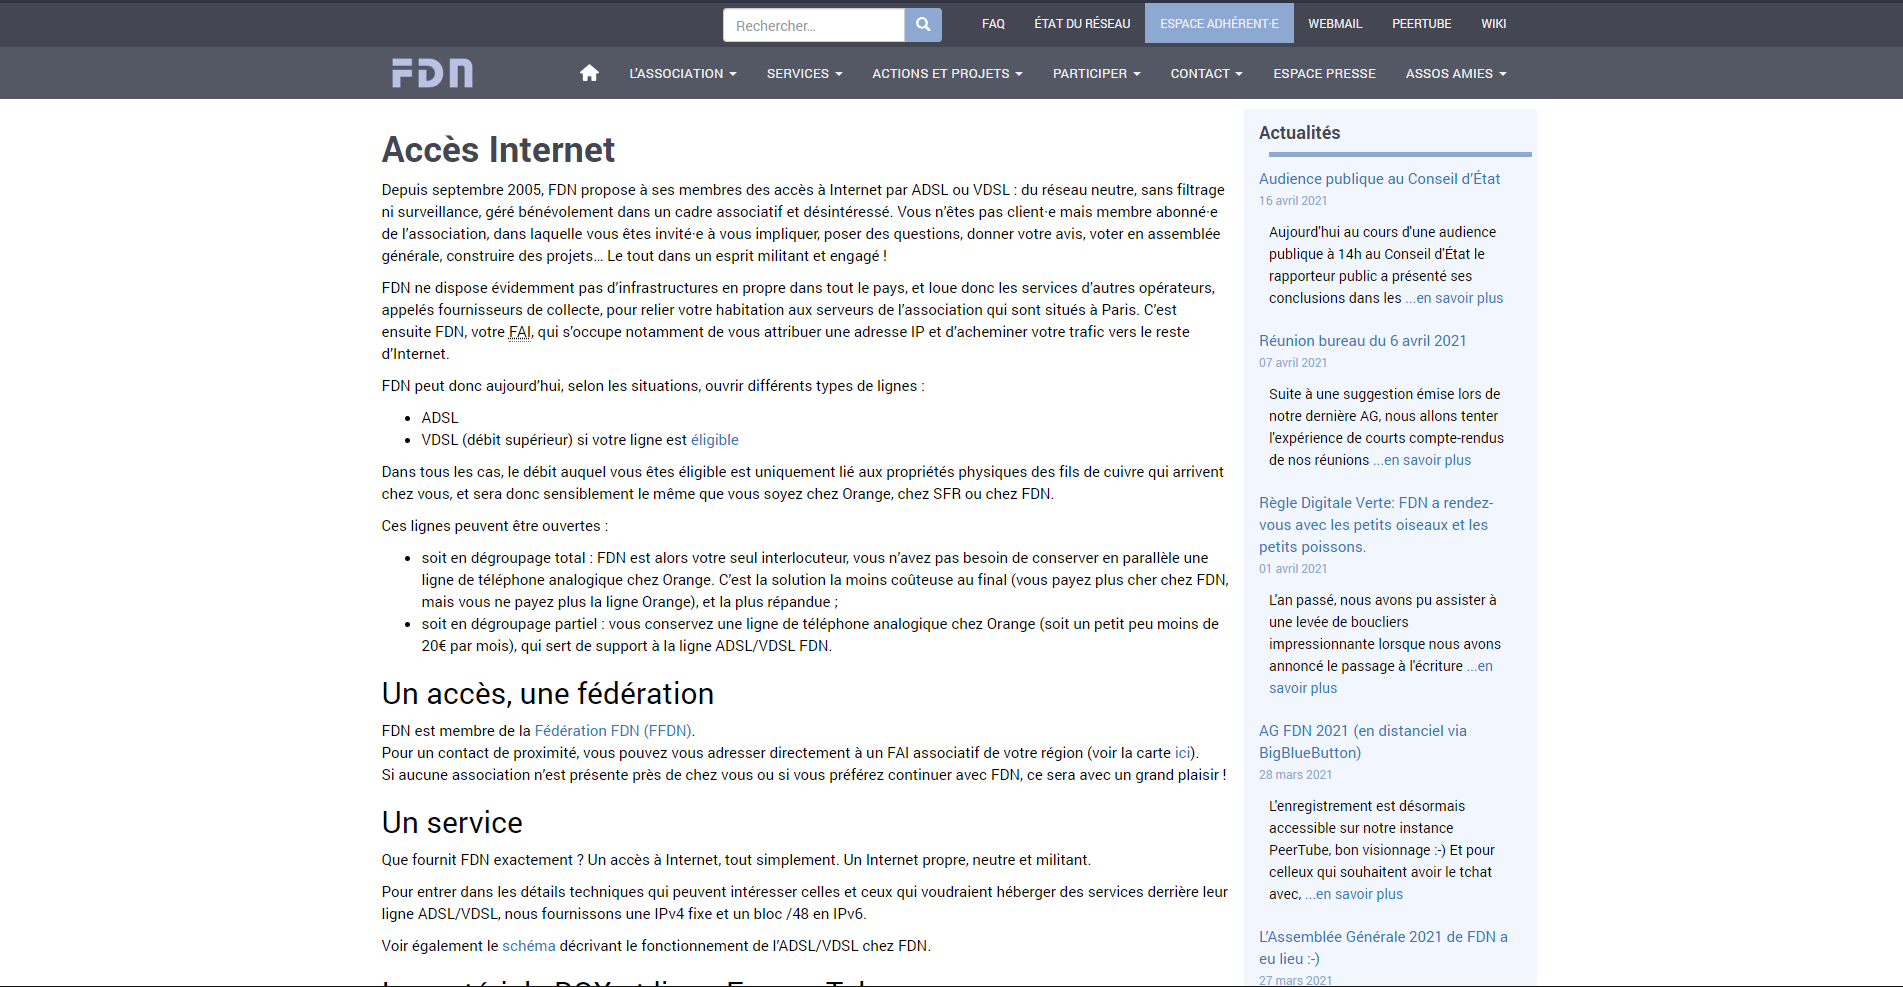 Rechercher...
FAQ
ÉTAT DU RÉSEAU
ESPACE ADHÉRENT·E
WEBMAIL
PEERTUBE
WIKI
FDN
L'ASSOCIATION
SERVICES
ACTIONS ET PROJETS
PARTICIPER
CONTACT
ESPACE PRESSE
ASSOS AMIES
Accès Internet
Depuis septembre 2005, FDN propose à ses membres des accès à Internet par ADSL ou VDSL : du réseau neutre, sans filtrage
ni surveillance, géré bénévolement dans un cadre associatif et désintéressé. Vous n'êtes pas client·e mais membre abonné·e
de l'association, dans laquelle vous êtes invité·e à vous impliquer, poser des questions, donner votre avis, voter en assemblée
générale, construire des projets… Le tout dans un esprit militant et engagé !
FDN ne dispose évidemment pas d'infrastructures en propre dans tout le pays, et loue donc les services d'autres opérateurs,
appelés fournisseurs de collecte, pour relier votre habitation aux serveurs de l'association qui sont situés à Paris. C'est
ensuite FDN, votre FAI, qui s'occupe notamment de vous attribuer une adresse IP et d'acheminer votre trafic vers le reste
d'Internet.
FDN peut donc aujourd'hui, selon les situations, ouvrir différents types de lignes :
• ADSL
• VDSL (débit supérieur) si votre ligne est éligible
Dans tous les cas, le débit auquel vous êtes éligible est uniquement lié aux propriétés physiques des fils de cuivre qui arrivent
chez vous, et sera donc sensiblement le même que vous soyez chez Orange, chez SFR ou chez FDN.
Ces lignes peuvent être ouvertes :
• soit en dégroupage total : FDN est alors votre seul interlocuteur, vous n'avez pas besoin de conserver en parallèle une
ligne de téléphone analogique chez Orange. C'est la solution la moins coûteuse au final (vous payez plus cher chez FDN,
mais vous ne payez plus la ligne Orange), et la plus répandue ;
• soit en dégroupage partiel : vous conservez une ligne de téléphone analogique chez Orange (soit un petit peu moins de
20€ par mois), qui sert de support à la ligne ADSL/VDSL FDN.
Un accès, une fédération
FDN est membre de la Fédération FDN (FFDN).
Pour un contact de proximité, vous pouvez vous adresser directement à un FAI associatif de votre région (voir la carte ici).
Si aucune association n'est présente près de chez vous ou si vous préférez continuer avec FDN, ce sera avec un grand plaisir !
Un service
Que fournit FDN exactement ? Un accès à Internet, tout simplement. Un Internet propre, neutre et militant.
Pour entrer dans les détails techniques qui peuvent intéresser celles et ceux qui voudraient héberger des services derrière leur
ligne ADSL/VDSL, nous fournissons une IPv4 fixe et un bloc /48 en IPv6.
Voir également le schéma décrivant le fonctionnement de l'ADSL/VDSL chez FDN.
Actualités
Audience publique au Conseil d'État
16 avril 2021
Aujourd'hui au cours d'une audience
publique à 14h au Conseil d'État le
rapporteur public a présenté ses
conclusions dans les ...en savoir plus
Réunion bureau du 6 avril 2021
07 avril 2021
Suite à une suggestion émise lors de
notre dernière AG, nous allons tenter
l'expérience de courts compte-rendus
de nos réunions ...en savoir plus
Règle Digitale Verte: FDN a rendez-
vous avec les petits oiseaux et les
petits poissons.
01 avril 2021
L'an passé, nous avons pu assister à
une levée de boucliers
impressionnante lorsque nous avons
annoncé le passage à l'écriture ...en
savoir plus
AG FDN 2021 (en distanciel via
BigBlueButton)
28 mars 2021
L'enregistrement est désormais
accessible sur notre instance
PeerTube, bon visionnage :-) Et pour
celleux qui souhaitent avoir le tchat
avec, ...en savoir plus
L'Assemblée Générale 2021 de FDN a
eu lieu :-)
27 mars 2021